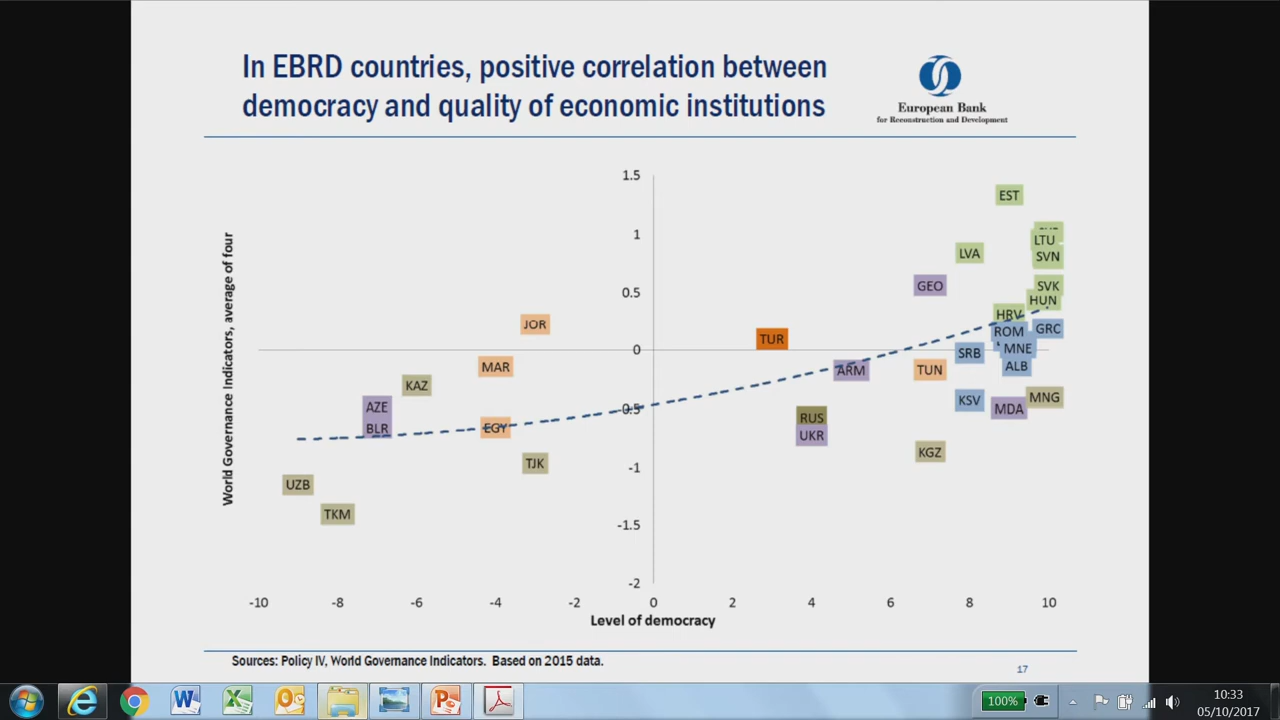 In EBRD countries, positive correlation between
democracy and quality of economic institutions
European Bank
for Reconstruction and Development
World Governance Indicators, average of four
1.5
1
0.5
0
-0.5
-1
-1.5
-2
EST
LTU
LVA
SVN
GEO
SVK
HUN
HRV
JOR
ROM
GRC
TUR
MNE
SRB
MAR
ALB
ARM
TUN
KAZ
MNG
KSV
AZE
MDA
RUS
BLR
EGY
UKR
KGZ
TJK
UZB
TKM
-10
-8
-6
-4
-2
0
2
4
6
8
10
Level of democracy
Sources: Policy IV, World Governance Indicators. Based on 2015 data.
17
100%
10:33
05/10/2017